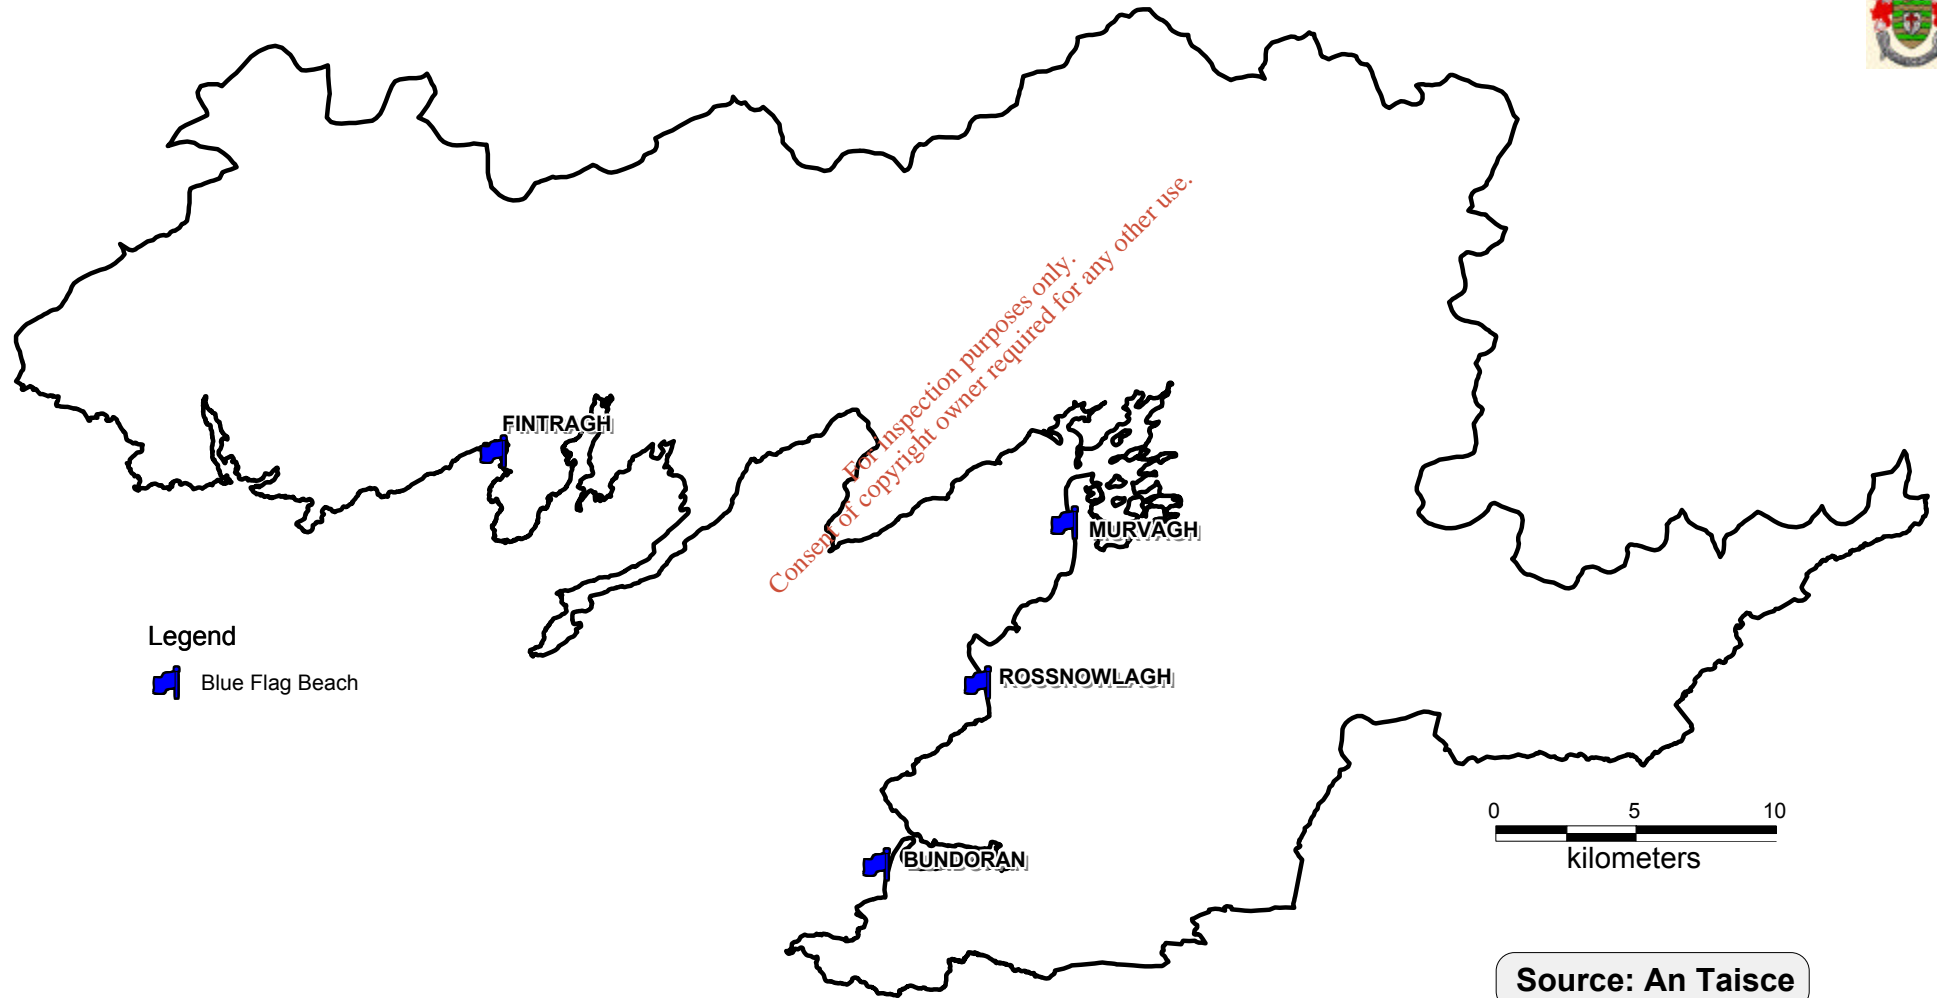 For inspection purposes only.
Consent of copyright owner required for any other use.
FINTRAGH
MURVAGH
Legend
Blue Flag Beach
ROSSNOWLAGH
BUNDORAN
0 5 10
kilometers
Source: An Taisce